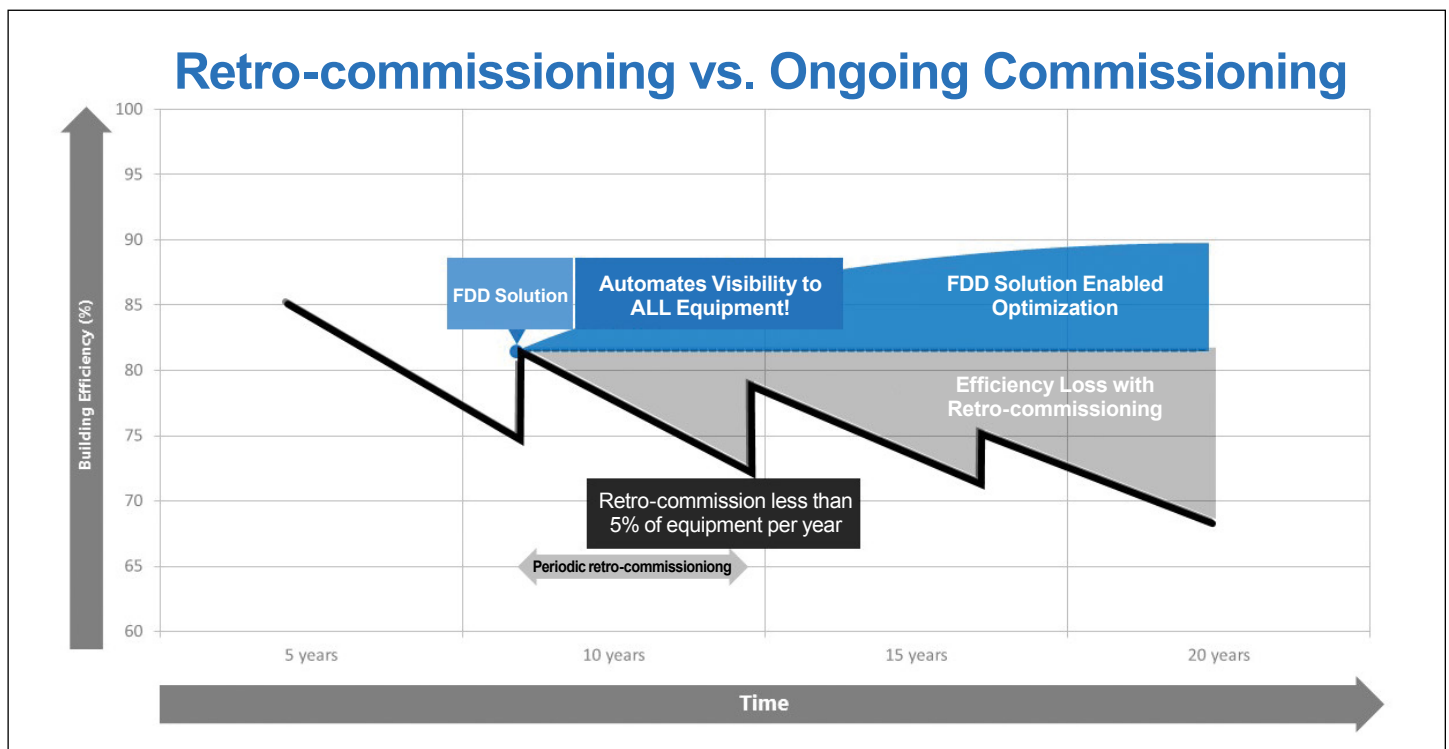 Retro-commissioning vs. Ongoing Commissioning
100
95
90
85
80
75
70
65
60
Building Efficiency (%)
FDD Solution
Automates Visibility to
ALL Equipment!
FDD Solution Enabled
Optimization
Efficiency Loss with
Retro-commissioning
Retro-commission less than
5% of equipment per year
Periodic retro-commissioniong
5 years
10 years
15 years
20 years
Time